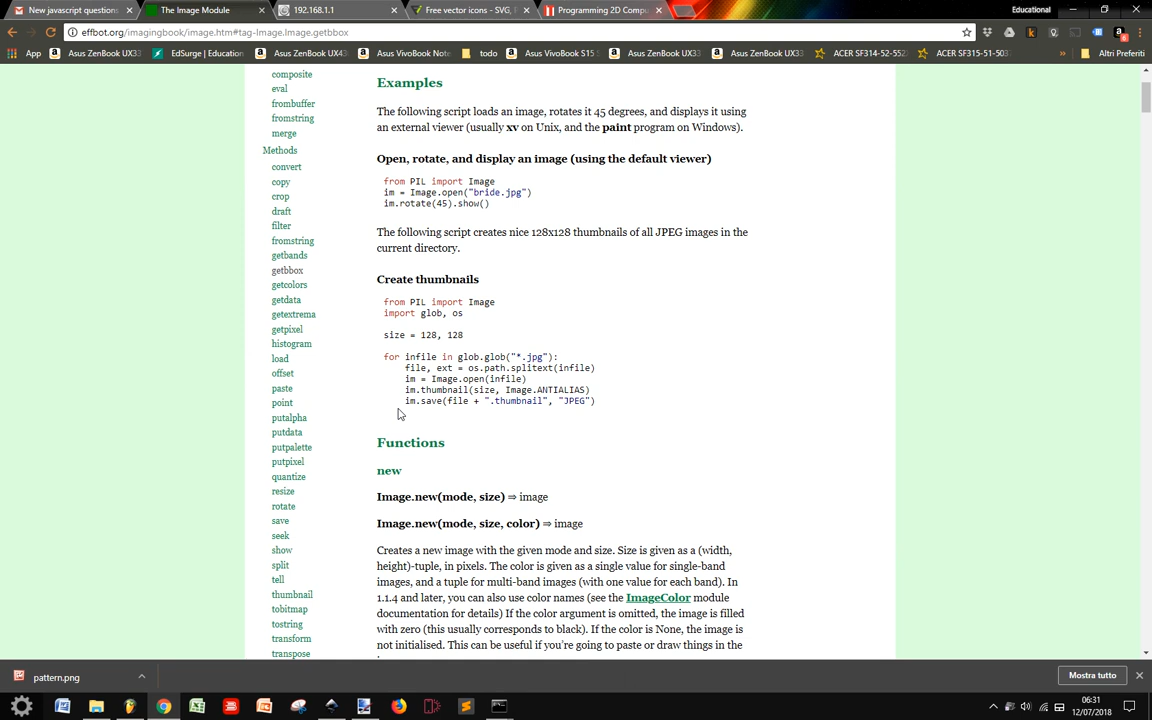 New javascript questions
The Image Module
192.168.1.1
Free vector icons - SVG,
Programming 2D Compu
Educational
effbot.org/imagingbook/image.htm#tag-Image.Image.getbbox
App
Asus ZenBook UX33
EdSurge | Education
Asus ZenBook UX43
Asus VivoBook Note
todo
Asus VivoBook S15
Asus ZenBook UX33
Asus ZenBook UX33
ACER SF314-52-552
ACER SF315-51-503
Altri Preferiti
composite
eval
frombuffer
fromstring
merge
Methods
convert
copy
crop
draft
filter
fromstring
getbands
getbbox
getcolors
getdata
getextrema
getpixel
histogram
load
offset
paste
point
putalpha
putdata
putpalette
putpixel
quantize
resize
rotate
save
seek
show
split
tell
thumbnail
tobitmap
tostring
transform
transpose
Examples
The following script loads an image, rotates it 45 degrees, and displays it using
an external viewer (usually xv on Unix, and the paint program on Windows).
Open, rotate, and display an image (using the default viewer)
from PIL import Image
im = Image.open("bride.jpg")
im.rotate(45).show()
The following script creates nice 128x128 thumbnails of all JPEG images in the
current directory.
Create thumbnails
from PIL import Image
import glob, os
size = 128, 128
for infile in glob.glob("*.jpg"):
file, ext = os.path.splitext(infile)
im = Image.open(infile)
im.thumbnail(size, Image.ANTIALIAS)
im.save(file + ".thumbnail", "JPEG")
Functions
new
Image.new(mode, size) ⇒ image
Image.new(mode, size, color) ⇒ image
Creates a new image with the given mode and size. Size is given as a (width,
height)-tuple, in pixels. The color is given as a single value for single-band
images, and a tuple for multi-band images (with one value for each band). In
1.1.4 and later, you can also use color names (see the ImageColor module
documentation for details) If the color argument is omitted, the image is filled
with zero (this usually corresponds to black). If the color is None, the image is
not initialised. This can be useful if you're going to paste or draw things in the
pattern.png
Mostra tutto
06:31
12/07/2018